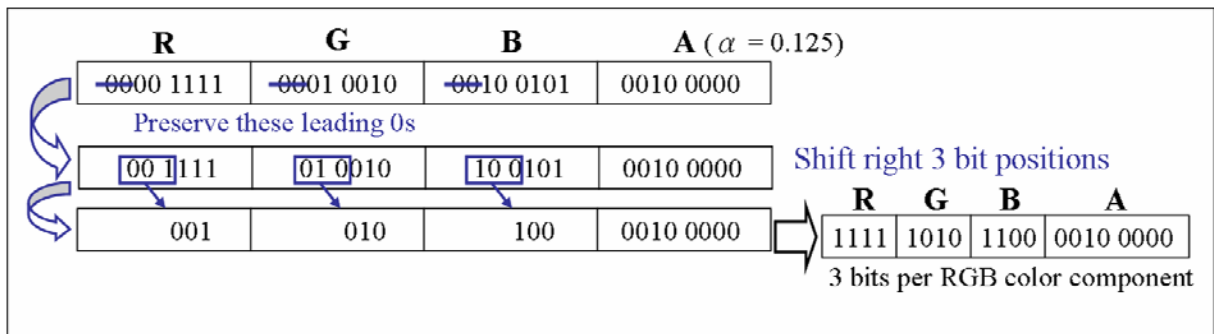 R G B A (α = 0.125)
0000 1111 0001 0010 0010 0101 0010 0000
Preserve these leading 0s
00 1111 01 0010 10 0101 0010 0000
Shift right 3 bit positions
001 010 100 0010 0000
R G B A
1111 1010 1100 0010 0000
3 bits per RGB color component